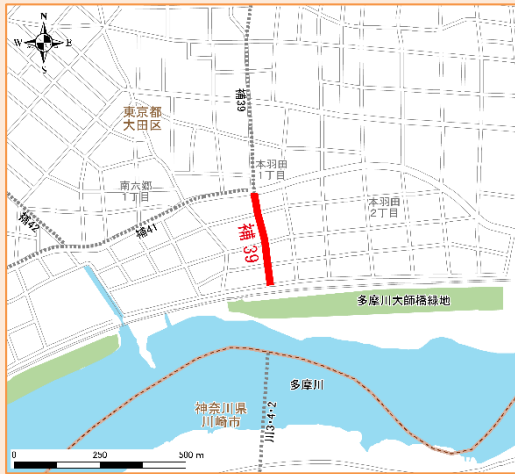 N
W E
S
補39
東京都
大田区
本羽田
1丁目
南六郷
1丁目
本羽田
2丁目
補42
補41
補39
多摩川大師橋緑地
多摩川
神奈川県
川崎市
川3・4・2
0 250 500 m